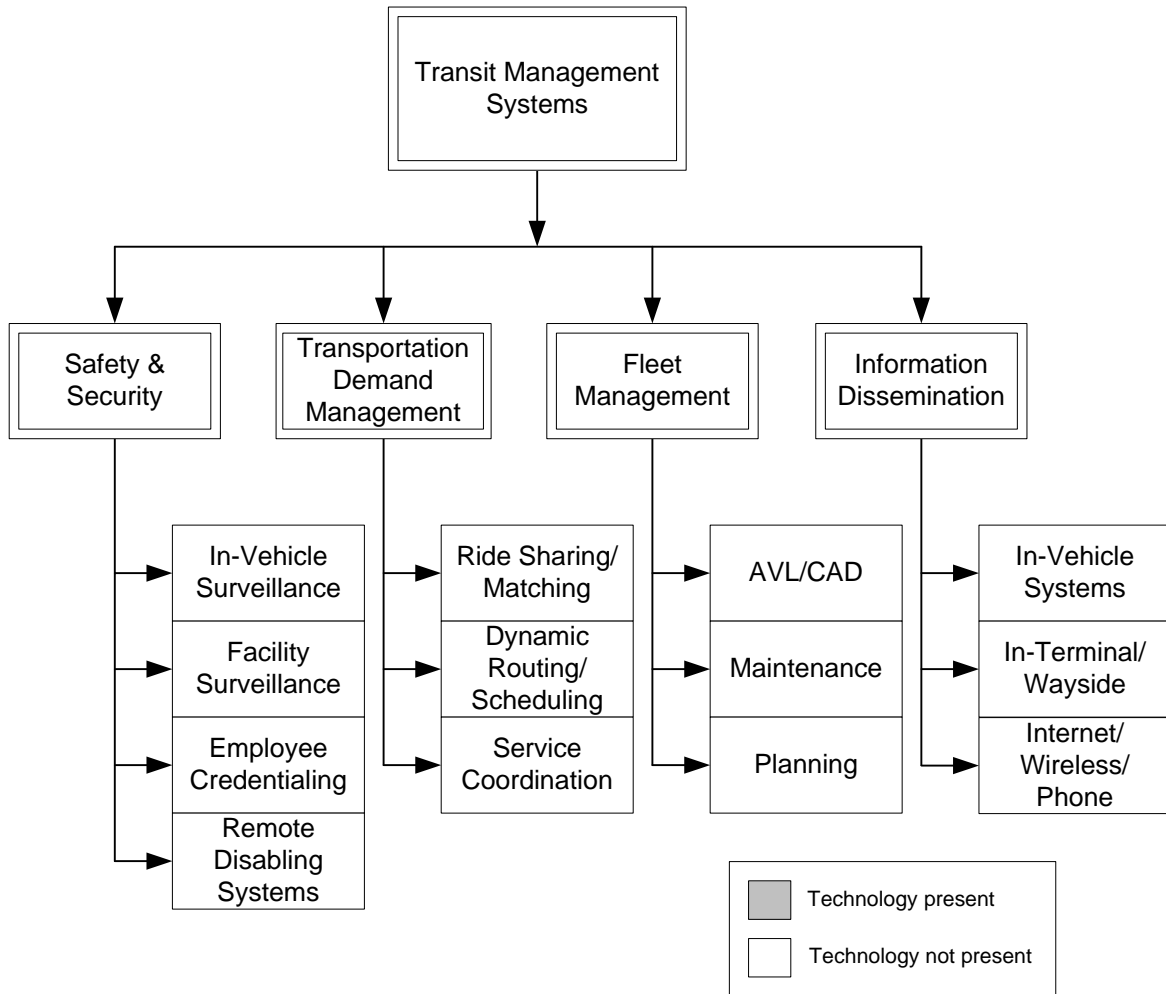 Transit Management
Systems
Safety &
Security
Transportation
Demand
Management
Fleet
Management
Information
Dissemination
In-Vehicle
Surveillance
Facility
Surveillance
Employee
Credentialing
Remote
Disabling
Systems
Ride Sharing/
Matching
Dynamic
Routing/
Scheduling
Service
Coordination
AVL/CAD
Maintenance
Planning
In-Vehicle
Systems
In-Terminal/
Wayside
Internet/
Wireless/
Phone
Technology present
Technology not present